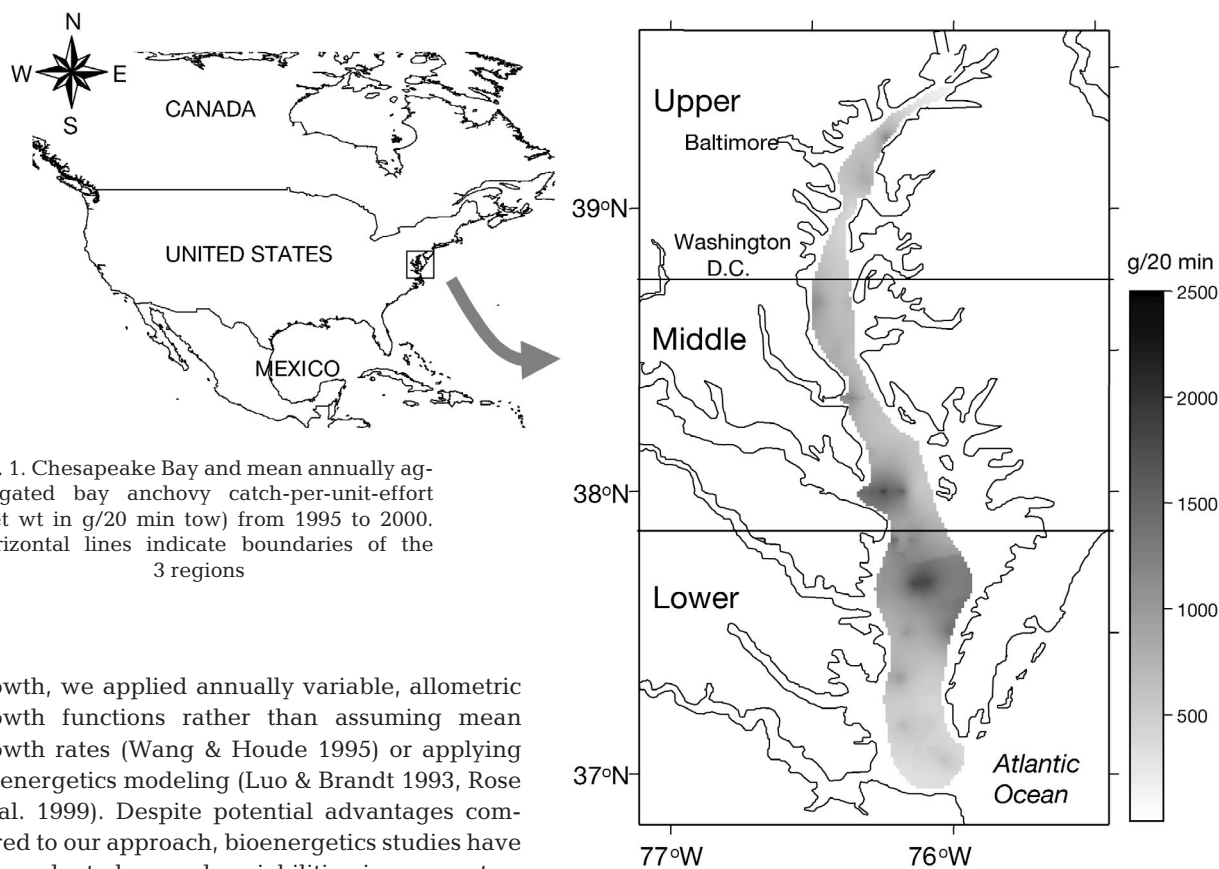 N
W
E
S
CANADA
UNITED STATES
MEXICO
. 1. Chesapeake Bay and mean annually ag-
gated bay anchovy catch-per-unit-effort
et wt in g/20 min tow) from 1995 to 2000.
rizontal lines indicate boundaries of the
3 regions
owth, we applied annually variable, allometric
owth functions rather than assuming mean
owth rates (Wang & Houde 1995) or applying
energetics modeling (Luo & Brandt 1993, Rose
al. 1999). Despite potential advantages com-
red to our approach, bioenergetics studies have
Upper
Baltimore
39°N
Washington
D.C.
Middle
38°N
Lower
37°N
Atlantic
Ocean
77°W
76°W
g/20 min
2500
2000
1500
1000
500